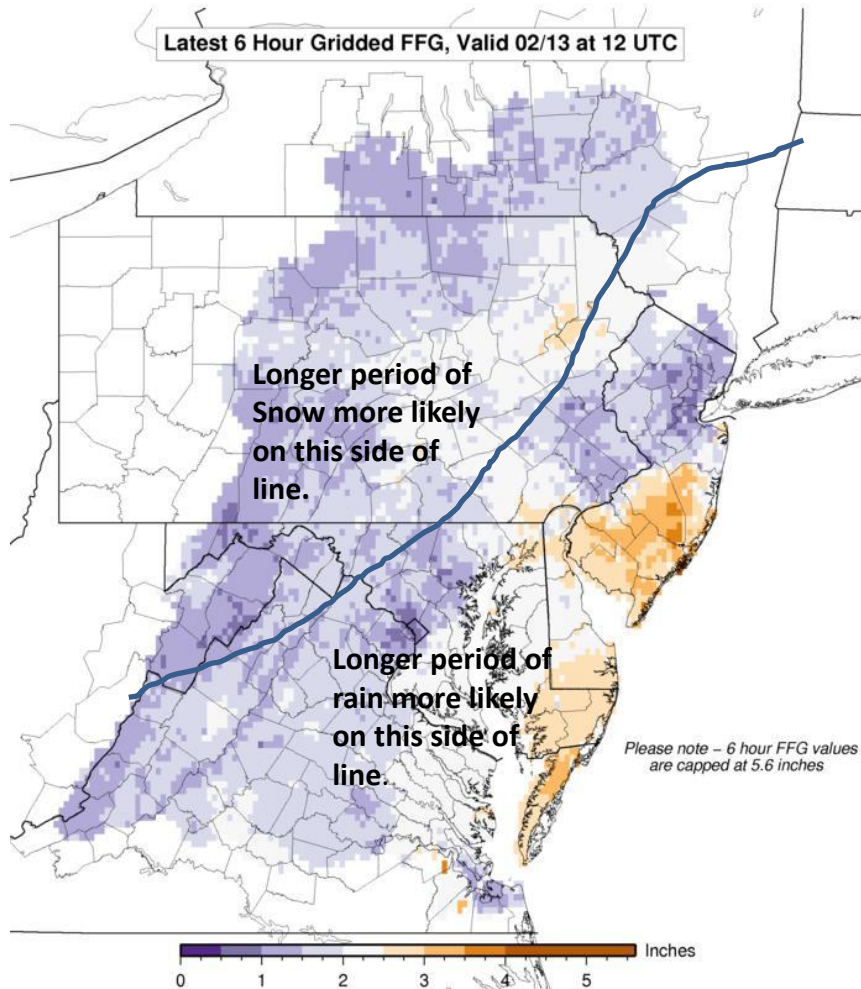 Latest 6 Hour Gridded FFG, Valid 02/13 at 12 UTC
Longer period of
Snow more likely
on this side of
line.
Longer period of
rain more likely
on this side of
line.
Please note – 6 hour FFG values
are capped at 5.6 inches
Inches
0 1 2 3 4 5